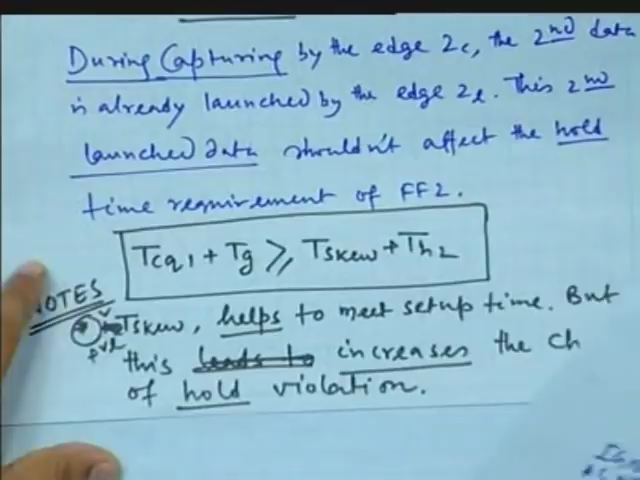 During Capturing by the edge 2c, the 2nd data
is already launched by the edge 2l. This 2nd
launched data shouldn't affect the hold
time requirement of FF2.
Tcq1 + Tg ≥ Tskew + Th2
NOTES
+ve Tskew, helps to meet setup time. But
this increases the ch
of hold violation.